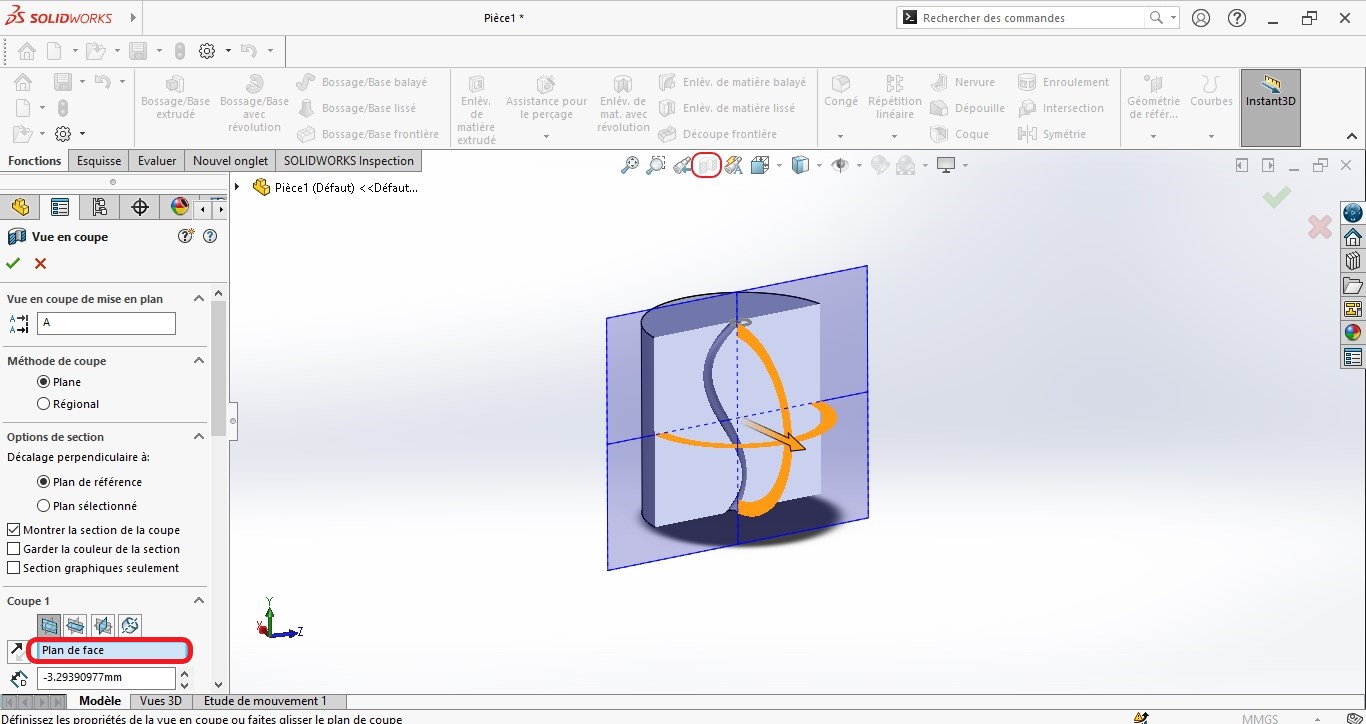 SOLIDWORKS
Pièce1 *
Rechercher des commandes
Bossage/Base extrudé
Bossage/Base avec révolution
Bossage/Base balayé
Bossage/Base lissé
Bossage/Base frontière
Enlèv. de matière extrudé
Assistance pour le perçage
Enlèv. de mat. avec révolution
Enlèv. de matière balayé
Enlèv. de matière lissé
Découpe frontière
Congé
Répétition linéaire
Nervure
Dépouille
Coque
Enroulement
Intersection
Symétrie
Géométrie de référ...
Courbes
Instant3D
Fonctions
Esquisse
Evaluer
Nouvel onglet
SOLIDWORKS Inspection
Pièce1 (Défaut) <<Défaut...
Vue en coupe
Vue en coupe de mise en plan
A
Méthode de coupe
Plane
Régional
Options de section
Décalage perpendiculaire à:
Plan de référence
Plan sélectionné
Montrer la section de la coupe
Garder la couleur de la section
Section graphiques seulement
Coupe 1
Plan de face
-3.29390977mm
Y
X
Z
Modèle
Vues 3D
Etude de mouvement 1
Définissez les propriétés de la vue en coupe ou faites glisser le plan de coupe
MMGS